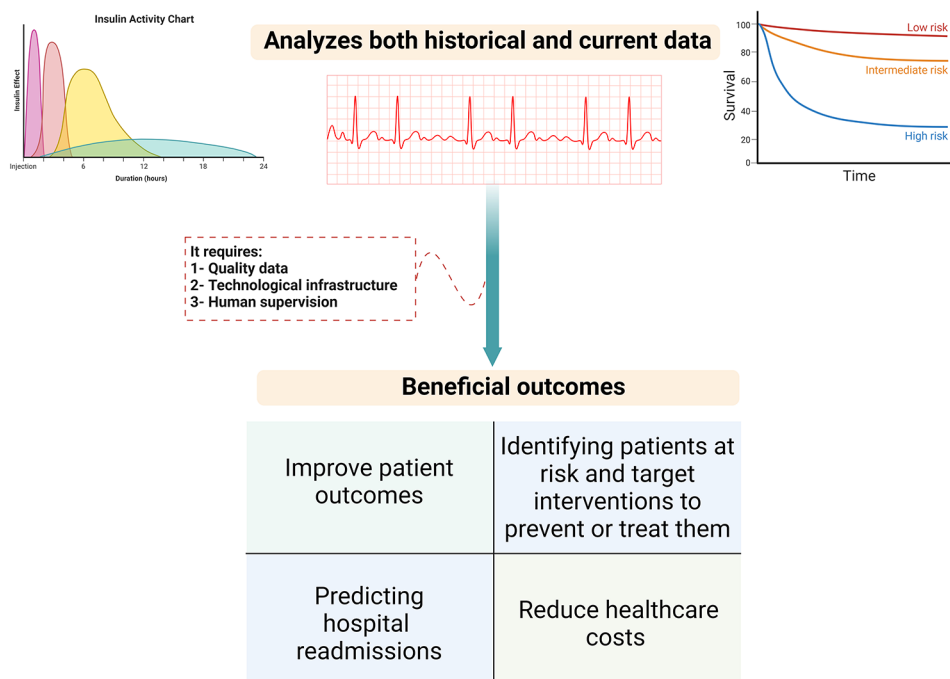 Insulin Activity Chart
Insulin Effect
Injection
6
12
18
24
Duration (hours)
Analyzes both historical and current data
100
80
60
40
20
0
Survival
Low risk
Intermediate risk
High risk
Time
It requires:
1- Quality data
2- Technological infrastructure
3- Human supervision
Beneficial outcomes
Improve patient
outcomes
Identifying patients at
risk and target
interventions to
prevent or treat them
Predicting
hospital
readmissions
Reduce healthcare
costs